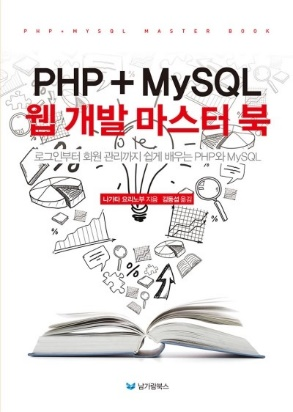 PHP + MYSQL MASTER BOOK
PHP + MySQL
웹 개발 마스터 북
로그인부터 회원 관리까지 쉽게 배우는 PHP와 MySQL
나가타 요리노부 지음 김동섭 옮김
남가람북스